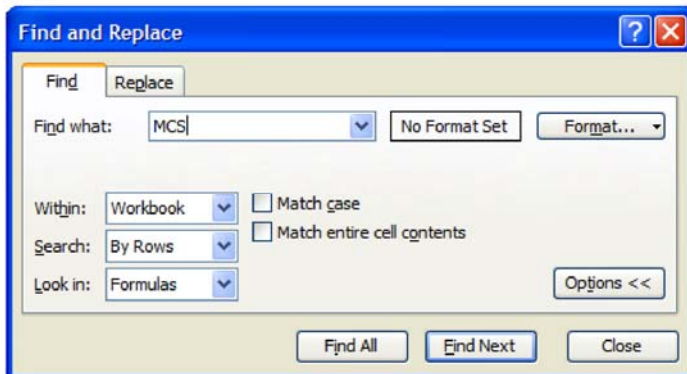 Find and Replace
Find Replace
Find what: MCS No Format Set Format...
Within: Workbook Match case
Match entire cell contents
Search: By Rows
Look in: Formulas Options <<
Find All Find Next Close